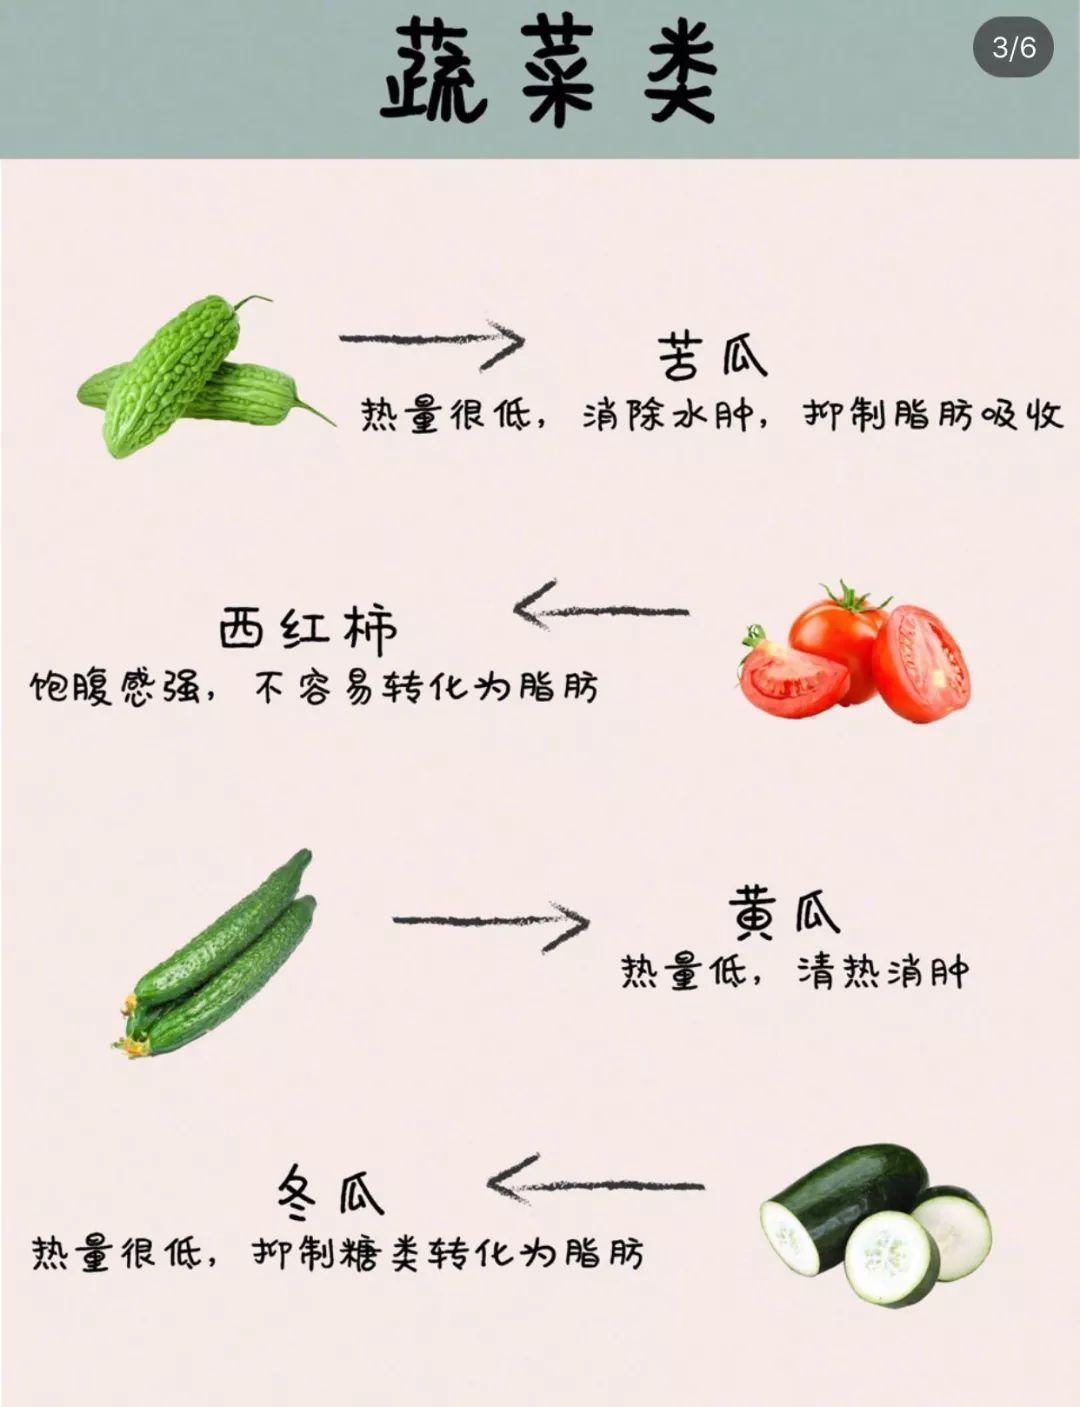 蔬菜类
3/6
苦瓜
热量很低，消除水肿，抑制脂肪吸收
西红柿
饱腹感强，不容易转化为脂肪
黄瓜
热量低，清热消肿
冬瓜
热量很低，抑制糖类转化为脂肪